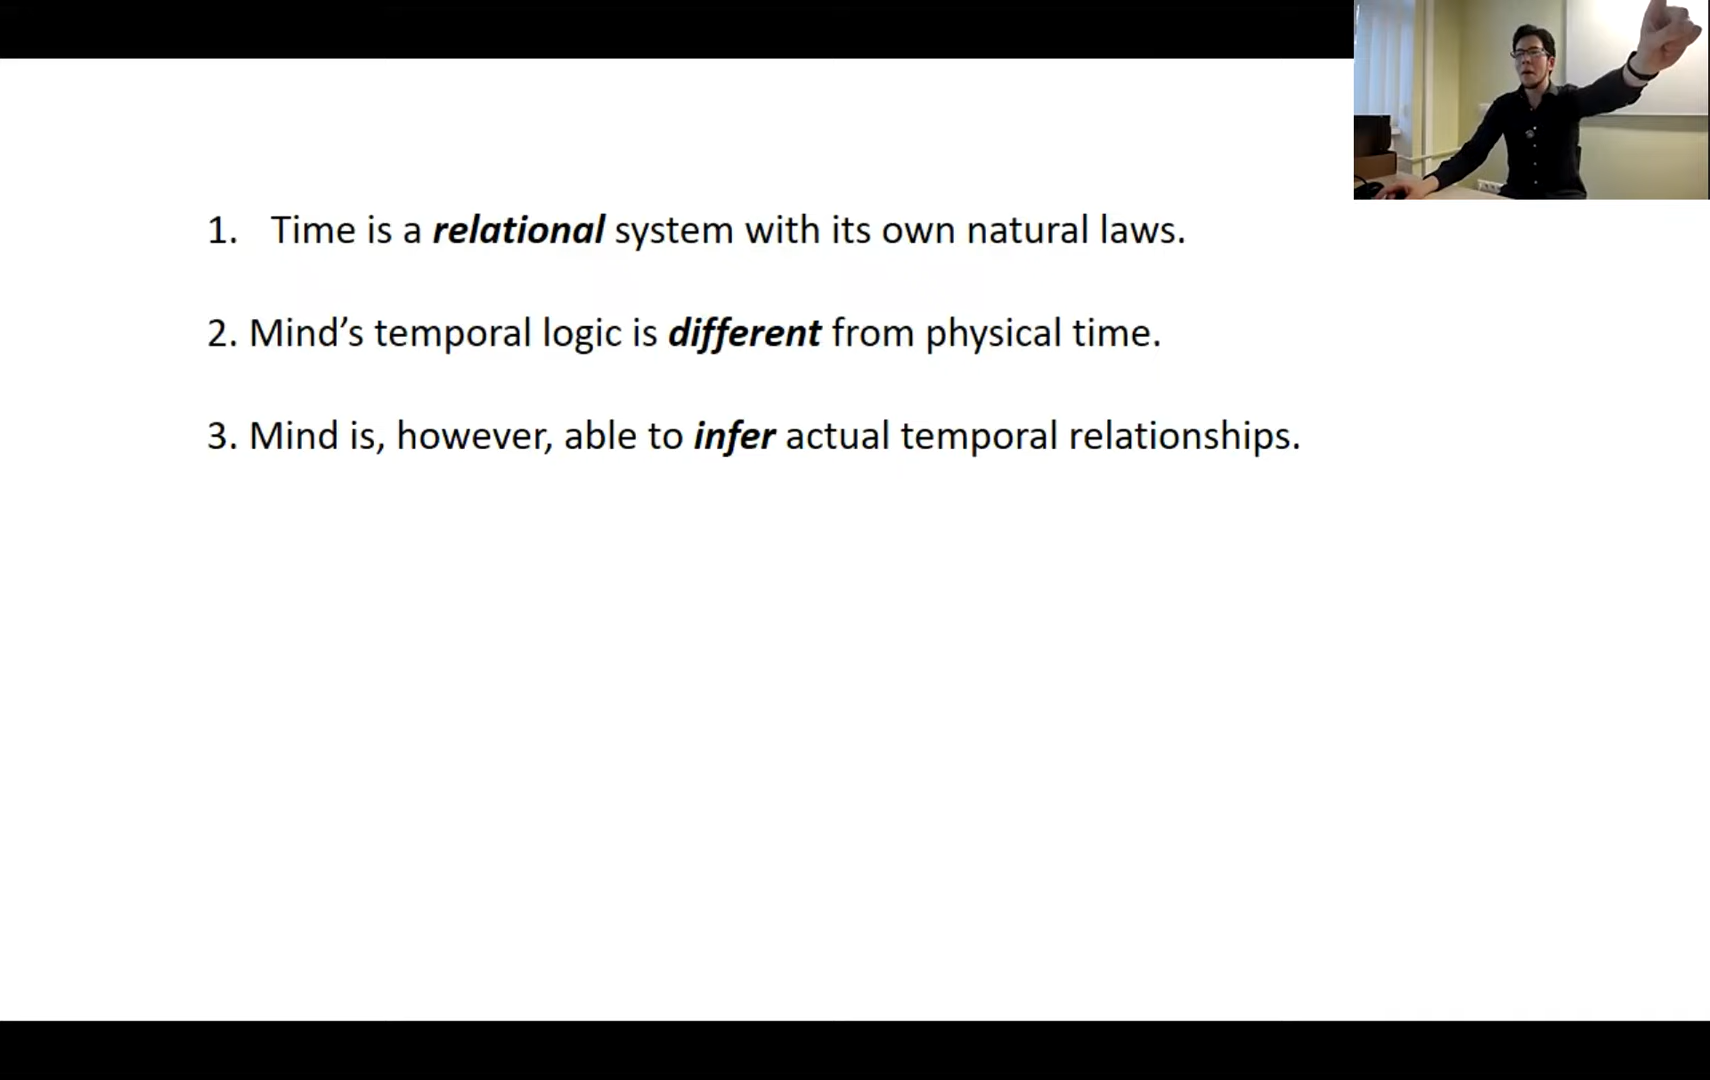 1. Time is a relational system with its own natural laws.
2. Mind’s temporal logic is different from physical time.
3. Mind is, however, able to infer actual temporal relationships.